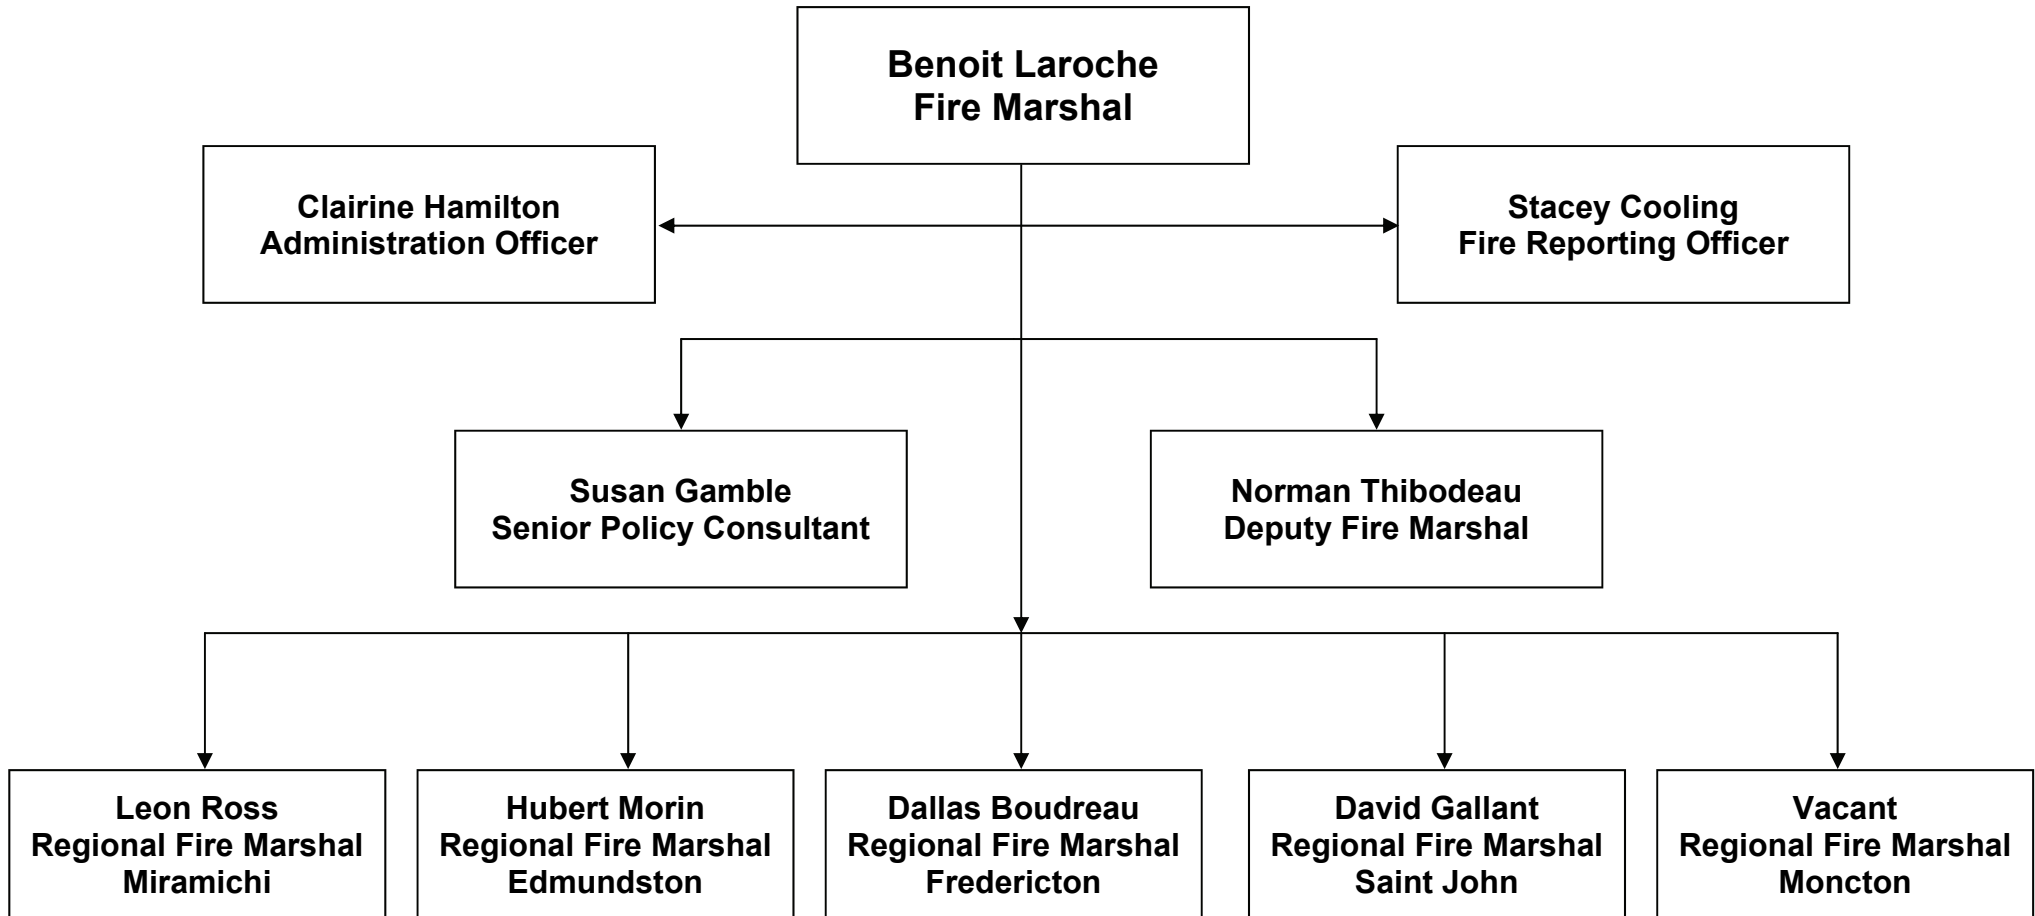 Benoit Laroche
Fire Marshal
Clairine Hamilton
Administration Officer
Stacey Cooling
Fire Reporting Officer
Susan Gamble
Senior Policy Consultant
Norman Thibodeau
Deputy Fire Marshal
Leon Ross
Regional Fire Marshal
Miramichi
Hubert Morin
Regional Fire Marshal
Edmundston
Dallas Boudreau
Regional Fire Marshal
Fredericton
David Gallant
Regional Fire Marshal
Saint John
Vacant
Regional Fire Marshal
Moncton